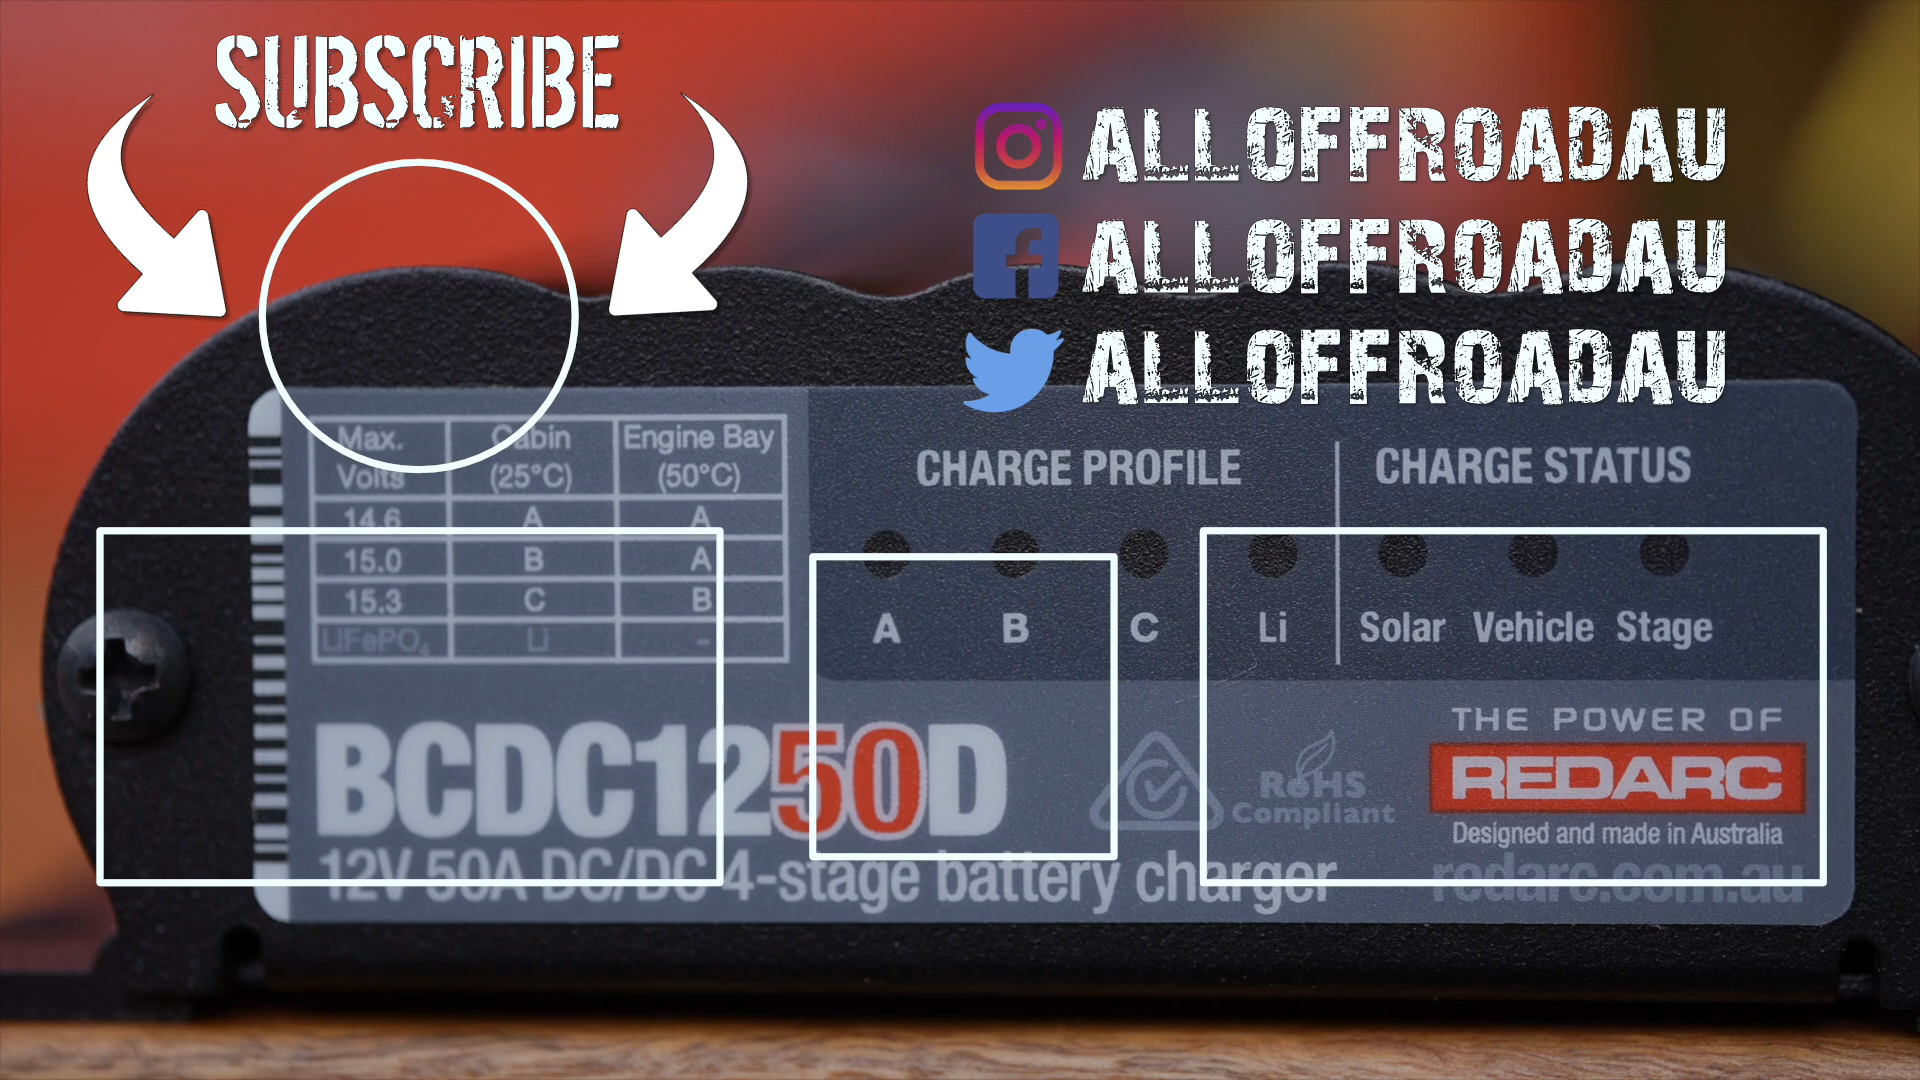 SUBSCRIBE
ALLOFFROADAU
ALLOFFROADAU
ALLOFFROADAU
Max. Volts Cabin (25°C) Engine Bay (50°C)
14.6 A A
15.0 B A
15.3 C B
LiFePO₄ Li -
CHARGE PROFILE CHARGE STATUS
A B C Li Solar Vehicle Stage
BCDC1250D
12V 50A DC/DC 4-stage battery charger
RoHS
Compliant
THE POWER OF
REDARC
Designed and made in Australia
redarc.com.au